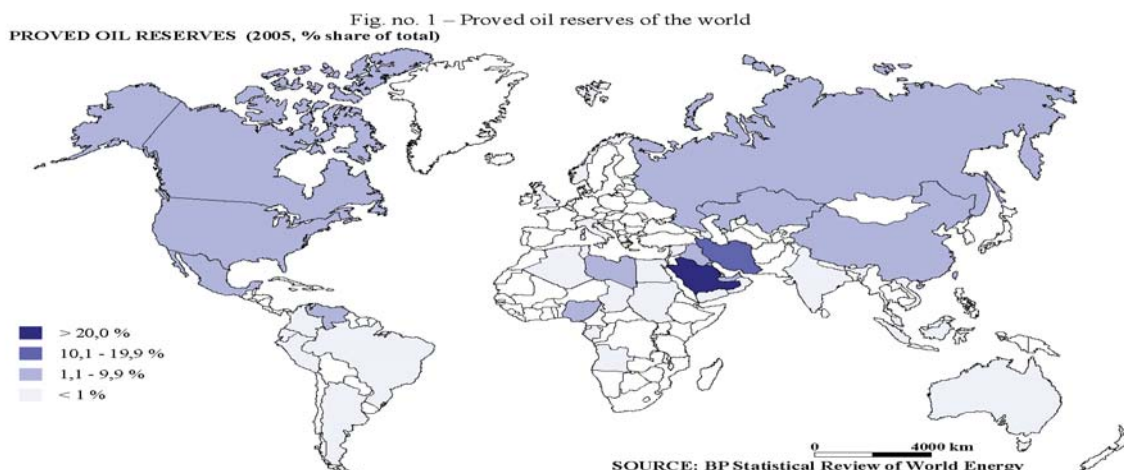 Fig. no. 1 – Proved oil reserves of the world
PROVED OIL RESERVES (2005, % share of total)
> 20,0 %
10,1 - 19,9 %
1,1 - 9,9 %
< 1 %
0 4000 km
SOURCE: BP Statistical Review of World Energy